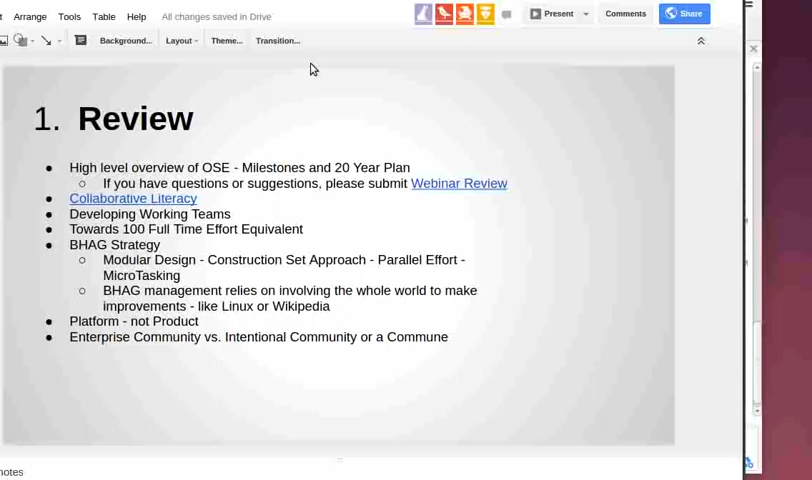 Arrange Tools Table Help All changes saved in Drive
Present Comments Share
Background... Layout Theme... Transition...
1. Review
● High level overview of OSE - Milestones and 20 Year Plan
○ If you have questions or suggestions, please submit Webinar Review
● Collaborative Literacy
● Developing Working Teams
● Towards 100 Full Time Effort Equivalent
● BHAG Strategy
○ Modular Design - Construction Set Approach - Parallel Effort -
MicroTasking
○ BHAG management relies on involving the whole world to make
improvements - like Linux or Wikipedia
● Platform - not Product
● Enterprise Community vs. Intentional Community or a Commune
notes